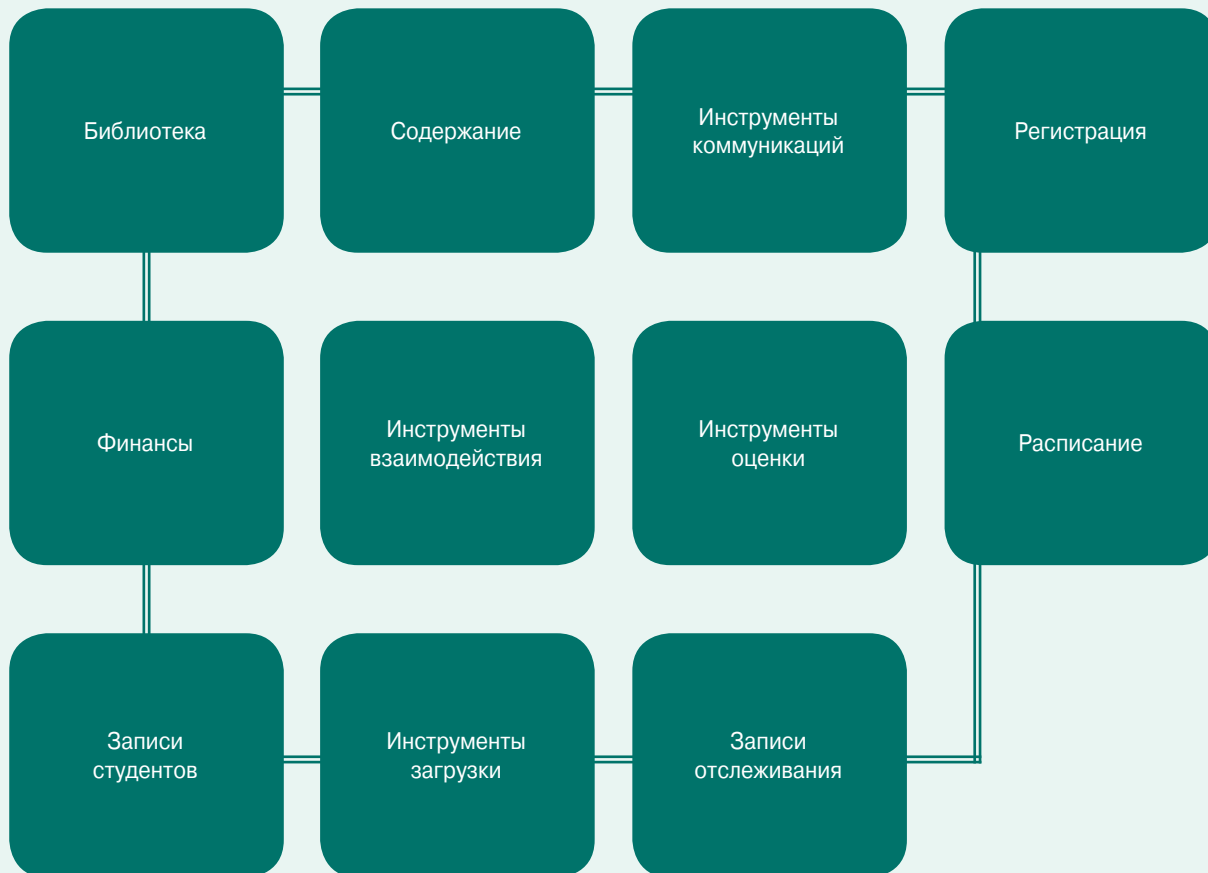 Библиотека
Содержание
Инструменты
коммуникаций
Регистрация
Финансы
Инструменты
взаимодействия
Инструменты
оценки
Расписание
Записи
студентов
Инструменты
загрузки
Записи
отслеживания